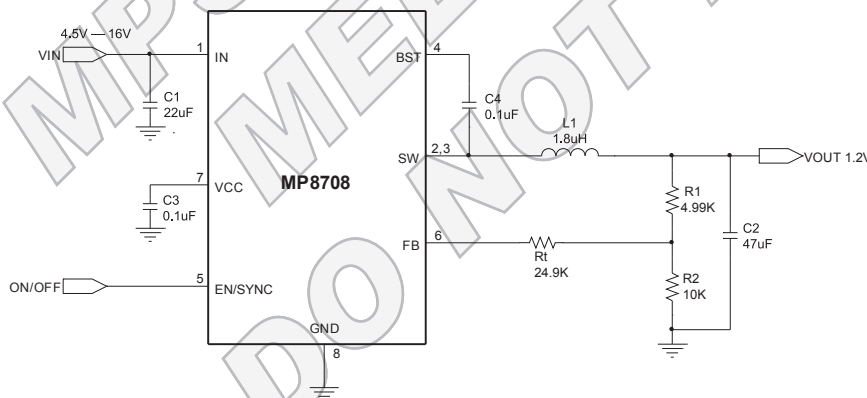 4.5V — 16V
VIN
1
IN
C1
22uF
BST
4
C4
0.1uF
SW
2,3
L1
1.8uH
VOUT 1.2V
7
VCC
C3
0.1uF
MP8708
R1
4.99K
C2
47uF
FB
6
Rt
24.9K
R2
10K
ON/OFF
5
EN/SYNC
GND
8
DO NOT